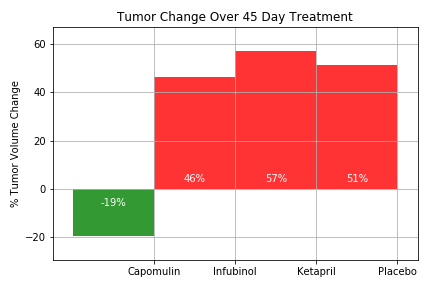 Tumor Change Over 45 Day Treatment
% Tumor Volume Change
60
40
20
0
−20
-19%
46%
57%
51%
Capomulin
Infubinol
Ketapril
Placebo